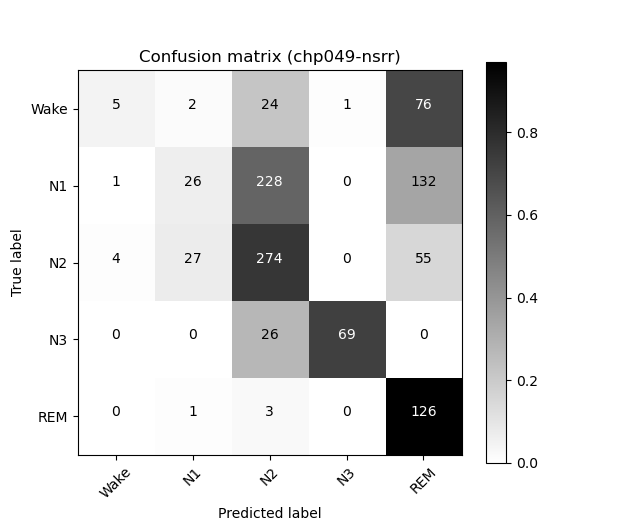 Confusion matrix (chp049-nsrr)
True label
Wake 5 2 24 1 76
N1 1 26 228 0 132
N2 4 27 274 0 55
N3 0 0 26 69 0
REM 0 1 3 0 126
Wake N1 N2 N3 REM
Predicted label
0.8
0.6
0.4
0.2
0.0